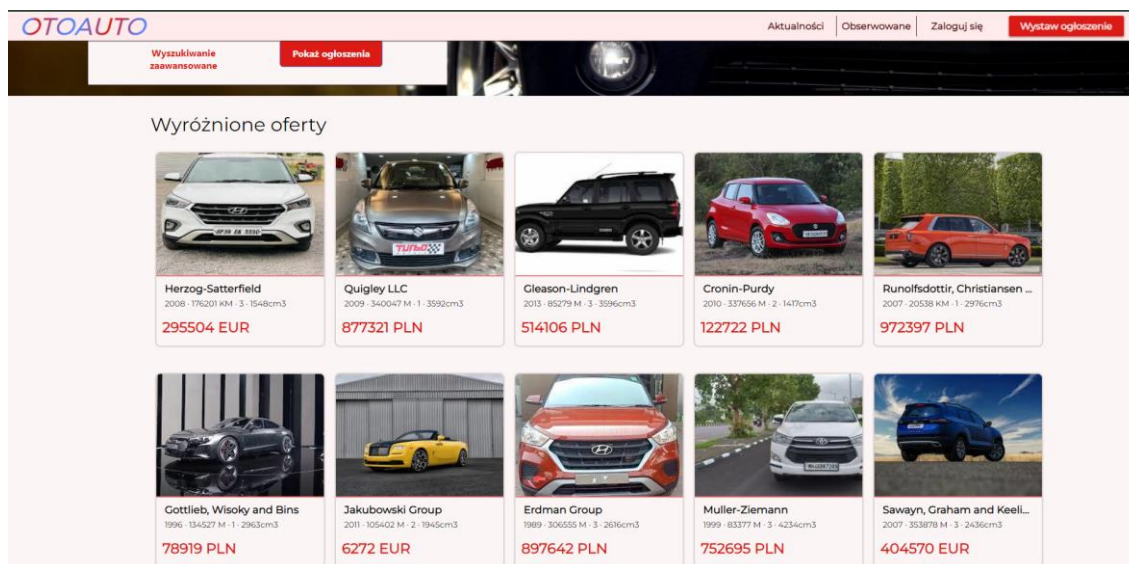 OTOAUTO
Aktualności
Obserwowane
Zaloguj się
Wystaw ogłoszenie
Wyszukiwanie
zaawansowane
Pokaż ogłoszenia
Wyróżnione oferty
Herzog-Satterfield
2008 · 176201 KM · 3 · 1548cm3
295504 EUR
Quigley LLC
2009 · 340047 M · 1 · 3592cm3
877321 PLN
Gleason-Lindgren
2013 · 85279 M · 3 · 3596cm3
514106 PLN
Cronin-Purdy
2010 · 337656 M · 2 · 1417cm3
122722 PLN
Runolfsdottir, Christiansen ...
2007 · 20538 KM · 1 · 2976cm3
972397 PLN
Gottlieb, Wisoky and Bins
1996 · 134527 M · 1 · 2963cm3
78919 PLN
Jakubowski Group
2011 · 105402 M · 2 · 1945cm3
6272 EUR
Erdman Group
1989 · 306555 M · 3 · 2616cm3
897642 PLN
Muller-Ziemann
1999 · 83377 M · 3 · 4234cm3
752695 PLN
Sawayn, Graham and Keeli...
2007 · 353878 M · 3 · 2436cm3
404570 EUR